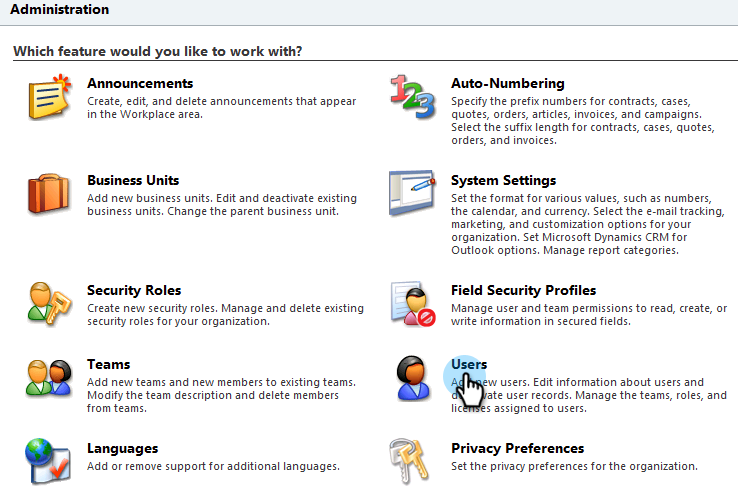 Administration
Which feature would you like to work with?
Announcements
Create, edit, and delete announcements that appear
in the Workplace area.
Auto-Numbering
Specify the prefix numbers for contracts, cases,
quotes, orders, articles, invoices, and campaigns.
Select the suffix length for contracts, cases, quotes,
orders, and invoices.
Business Units
Add new business units. Edit and deactivate existing
business units. Change the parent business unit.
System Settings
Set the format for various values, such as numbers,
the calendar, and currency. Select the e-mail tracking,
marketing, and customization options for your
organization. Set Microsoft Dynamics CRM for
Outlook options. Manage report categories.
Security Roles
Create new security roles. Manage and delete existing
security roles for your organization.
Field Security Profiles
Manage user and team permissions to read, create, or
write information in secured fields.
Teams
Add new teams and new members to existing teams.
Modify the team description and delete members
from teams.
Users
Add new users. Edit information about users and
user records. Manage the teams, roles, and
licenses assigned to users.
Languages
Add or remove support for additional languages.
Privacy Preferences
Set the privacy preferences for the organization.